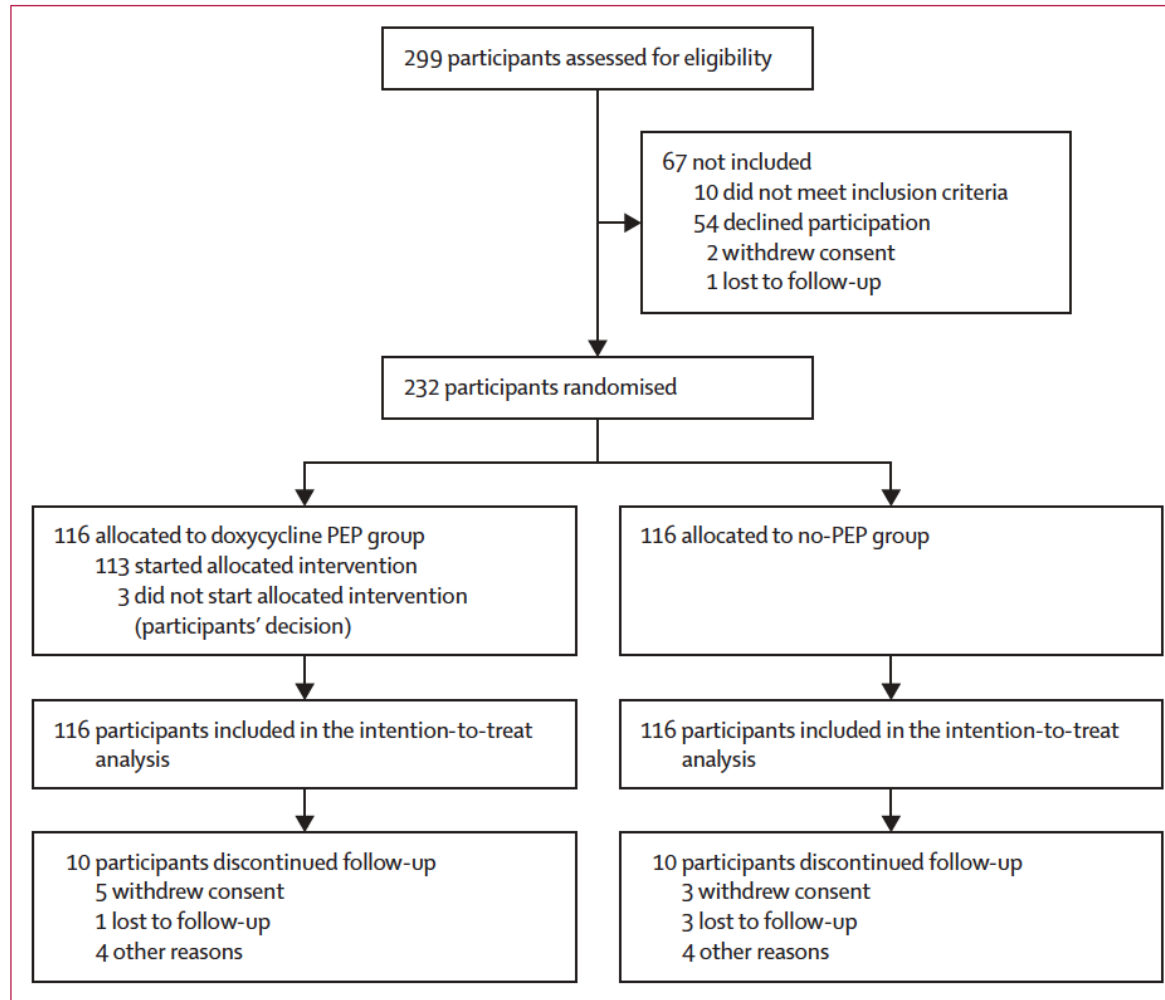 299 participants assessed for eligibility
67 not included
10 did not meet inclusion criteria
54 declined participation
2 withdrew consent
1 lost to follow-up
232 participants randomised
116 allocated to doxycycline PEP group
113 started allocated intervention
3 did not start allocated intervention
(participants’ decision)
116 allocated to no-PEP group
116 participants included in the intention-to-treat
analysis
116 participants included in the intention-to-treat
analysis
10 participants discontinued follow-up
5 withdrew consent
1 lost to follow-up
4 other reasons
10 participants discontinued follow-up
3 withdrew consent
3 lost to follow-up
4 other reasons